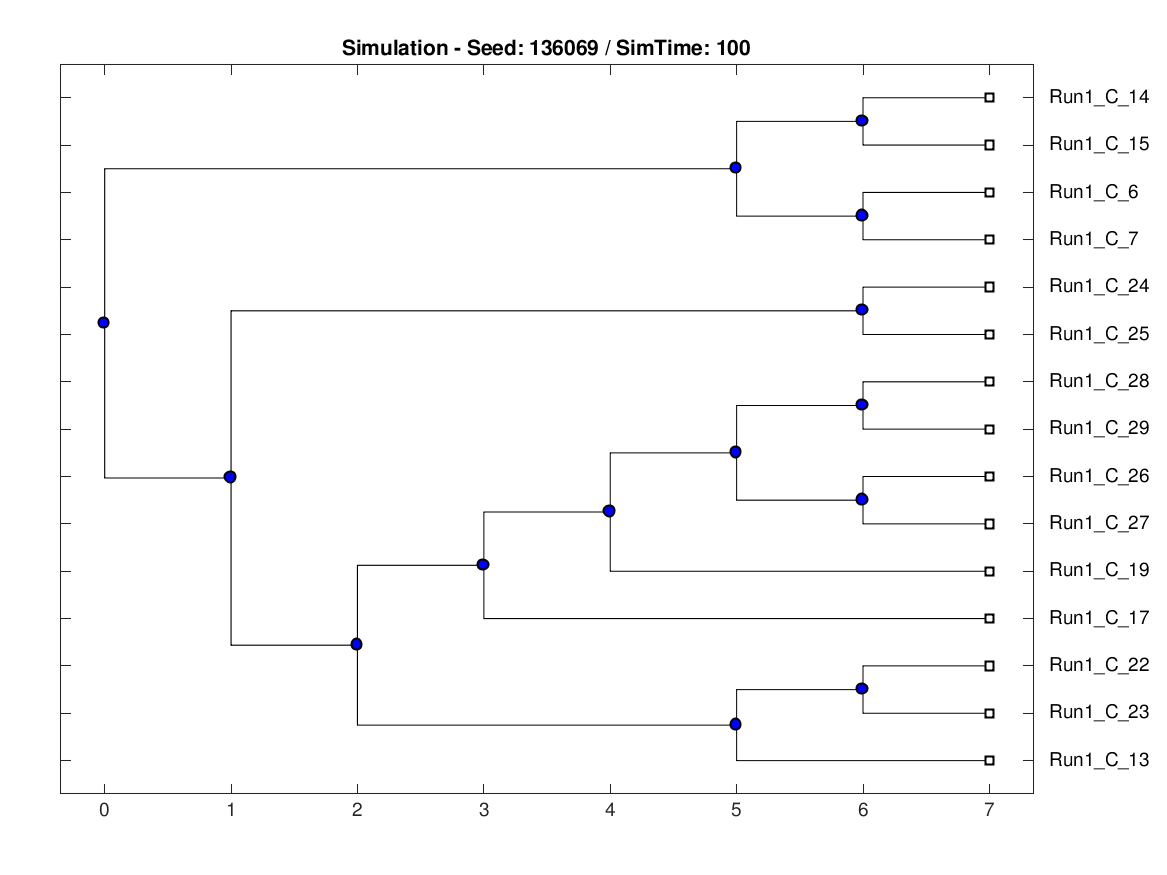 Simulation - Seed: 136069 / SimTime: 100
Run1_C_14
Run1_C_15
Run1_C_6
Run1_C_7
Run1_C_24
Run1_C_25
Run1_C_28
Run1_C_29
Run1_C_26
Run1_C_27
Run1_C_19
Run1_C_17
Run1_C_22
Run1_C_23
Run1_C_13
0 1 2 3 4 5 6 7